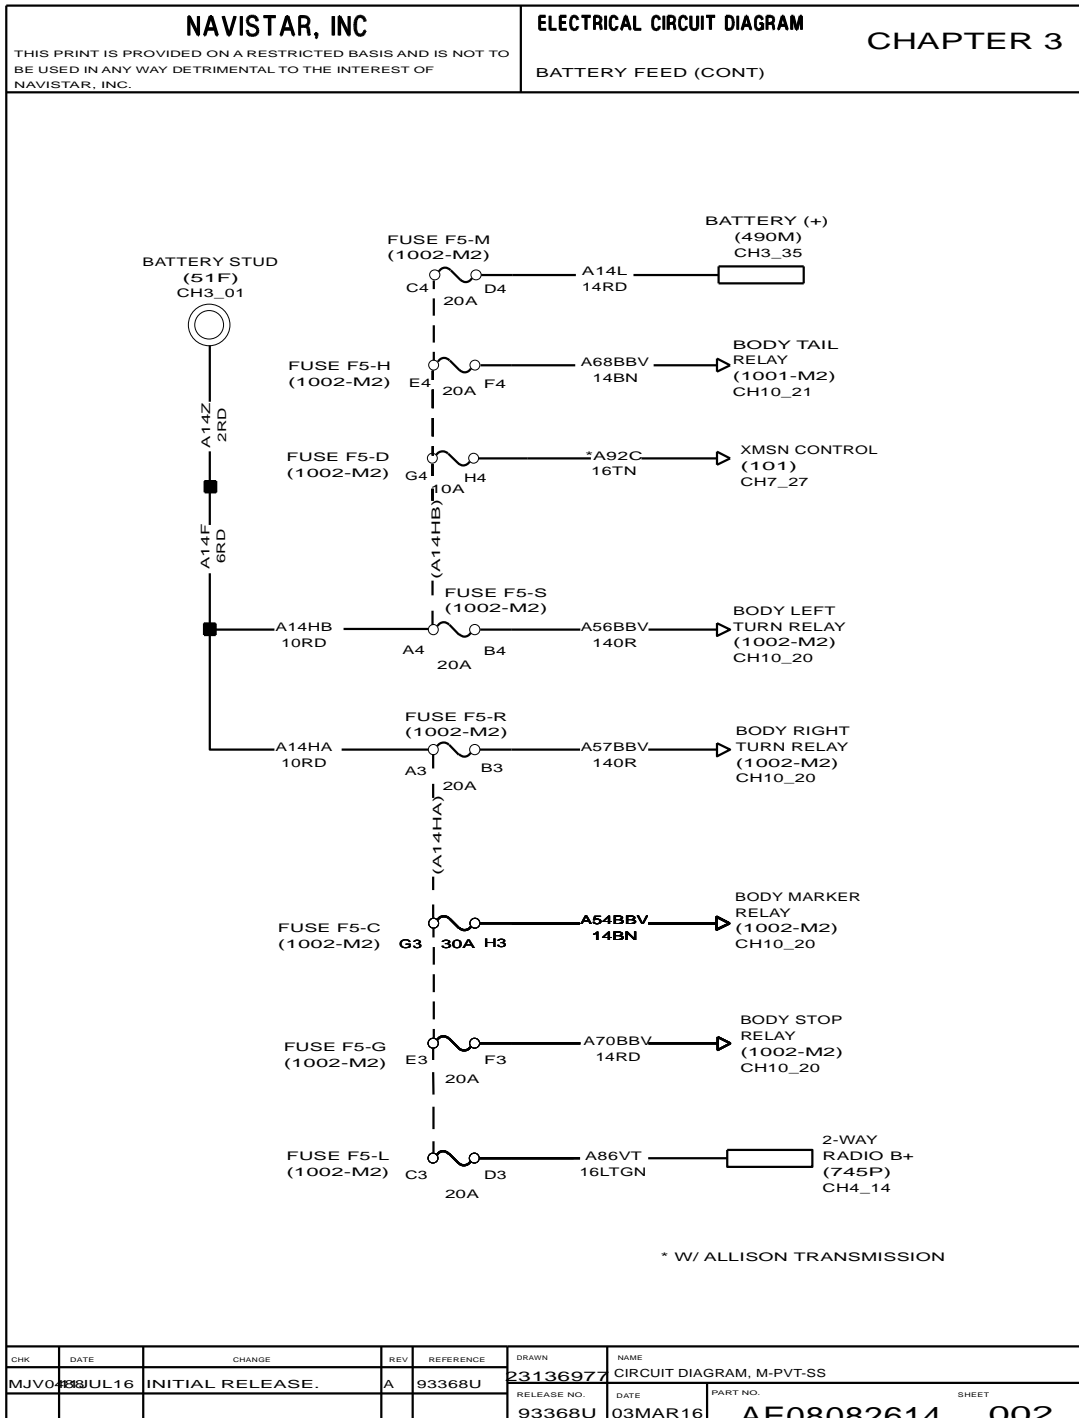 NAVISTAR, INC
THIS PRINT IS PROVIDED ON A RESTRICTED BASIS AND IS NOT TO
BE USED IN ANY WAY DETRIMENTAL TO THE INTEREST OF
NAVISTAR, INC.
ELECTRICAL CIRCUIT DIAGRAM
CHAPTER 3
BATTERY FEED (CONT)
BATTERY STUD
(51F)
CH3_01
A14Z
2RD
A14F
6RD
FUSE F5-M
(1002-M2)
C4
20A
D4
A14L
14RD
BATTERY (+)
(490M)
CH3_35
FUSE F5-H
(1002-M2)
E4
20A
F4
A68BBV
14BN
BODY TAIL
RELAY
(1001-M2)
CH10_21
FUSE F5-D
(1002-M2)
G4
10A
H4
*A92C
16TN
XMSN CONTROL
(101)
CH7_27
(A14HB)
A14HB
10RD
FUSE F5-S
(1002-M2)
A4
20A
B4
A56BBV
140R
BODY LEFT
TURN RELAY
(1002-M2)
CH10_20
A14HA
10RD
FUSE F5-R
(1002-M2)
A3
20A
B3
A57BBV
140R
BODY RIGHT
TURN RELAY
(1002-M2)
CH10_20
(A14HA)
FUSE F5-C
(1002-M2)
G3
30A
H3
A54BBV
14BN
BODY MARKER
RELAY
(1002-M2)
CH10_20
FUSE F5-G
(1002-M2)
E3
20A
F3
A70BBV
14RD
BODY STOP
RELAY
(1002-M2)
CH10_20
FUSE F5-L
(1002-M2)
C3
20A
D3
A86VT
16LTGN
2-WAY
RADIO B+
(745P)
CH4_14
* W/ ALLISON TRANSMISSION
CHK DATE CHANGE REV REFERENCE
INITIAL RELEASE. A 93368U
DRAWN
23136977
NAME
CIRCUIT DIAGRAM, M-PVT-SS
RELEASE NO.
93368U
DATE
03MAR16
PART NO.
AE08082614
SHEET
002